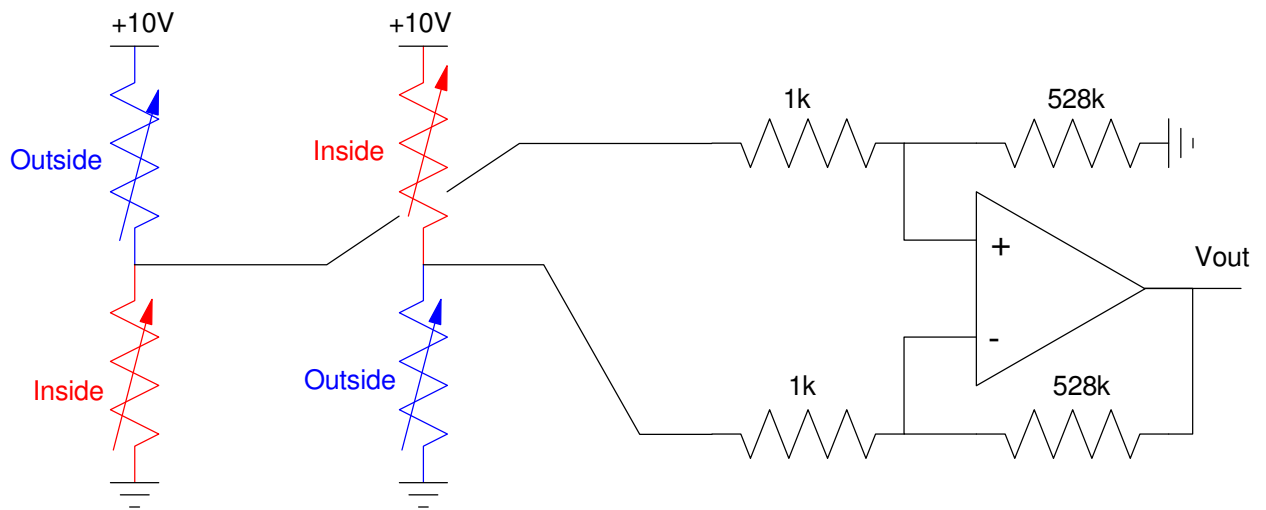 +10V
+10V
1k
528k
Outside
Inside
+
Vout
-
Inside
Outside
1k
528k